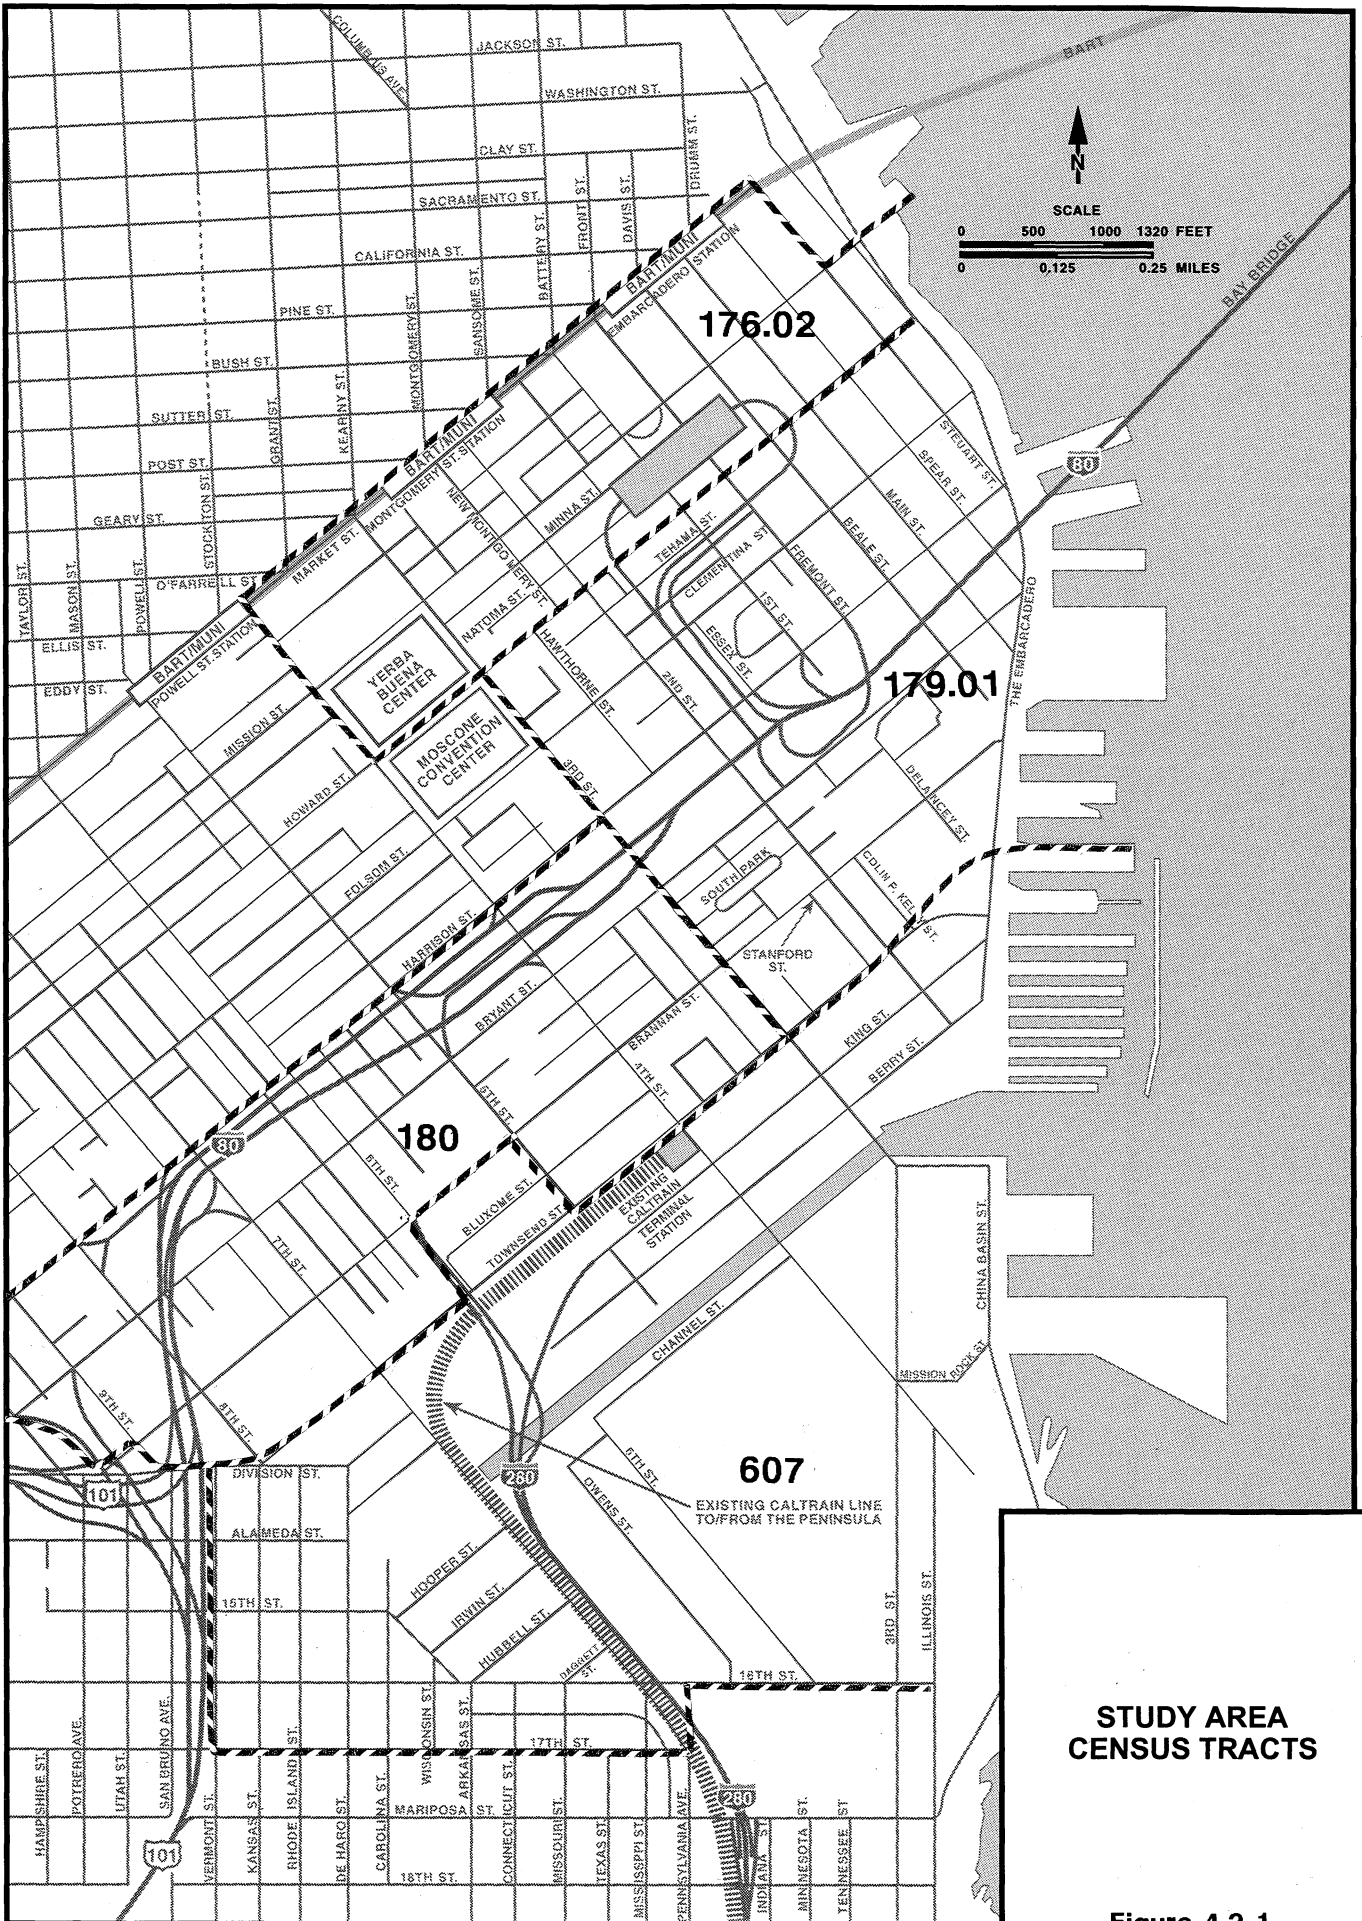 COLUMBUS AVE.
JACKSON ST.
BART
WASHINGTON ST.
CLAY ST.
DRUMM ST.
N
SACRAMENTO ST.
FRONT ST.
DAVIS ST.
SCALE
0 500 1000 1320 FEET
0 0,125 0.25 MILES
BATTERY ST.
CALIFORNIA ST.
BART/MUNI
EMBARCADERO STATION
BAY BRIDGE
SANSOME ST.
MONTGOMERY ST.
PINE ST.
176.02
BUSH ST.
KEARNY ST.
GRANT ST.
SUTTER ST.
BART/MUNI
MONTGOMERY ST. STATION
STEUART ST.
SPEAR ST.
80
POST ST.
STOCKTON ST.
NEW MONTGOMERY ST.
MINNA ST.
MAIN ST.
GEARY ST.
MARKET ST.
TEHAMA ST.
BEALE ST.
CLEMENTINA ST
FREMONT ST.
TAYLOR ST.
MASON ST.
POWELL ST.
O'FARRELL ST
NATOMA ST.
1ST ST.
THE EMBARCADERO
ELLIS ST.
BART/MUNI
POWELL ST. STATION
YERBA
BUENA
CENTER
HAWTHORNE ST.
ESSEX ST.
EDDY ST.
2ND ST.
179.01
MISSION ST.
MOSCONE
CONVENTION
CENTER
3RD ST.
HOWARD ST.
DELANCEY ST.
FOLSOM ST.
SOUTH PARK
COLIN P. KELLY ST.
HARRISON ST.
STANFORD
ST.
BRYANT ST.
BRANNAN ST.
KING ST.
BERRY ST.
4TH ST.
5TH ST.
80
180
6TH ST.
BLUXOME ST.
TOWNSEND ST.
EXISTING
CALTRAIN
TERMINAL
STATION
7TH ST.
CHINA BASIN ST.
CHANNEL ST.
MISSION ROCK ST.
9TH ST.
8TH ST.
DIVISION ST.
101
280
6TH ST.
607
OWENS ST.
EXISTING CALTRAIN LINE
TO/FROM THE PENINSULA
ALAMEDA ST.
HOOPER ST.
IRWIN ST.
HUBBELL ST.
DAGGETT
ST.
15TH ST.
3RD ST.
ILLINOIS ST.
16TH ST.
17TH ST.
STUDY AREA
CENSUS TRACTS
HAMPSHIRE ST.
POTRERO AVE.
UTAH ST.
SAN BRUNO AVE.
VERMONT ST.
KANSAS ST.
RHODE ISLAND ST.
DE HARO ST.
CAROLINA ST.
WISCONSIN ST.
ARKANSAS ST.
CONNECTICUT ST.
MISSOURI ST.
TEXAS ST.
MISSISSIPPI ST.
PENNSYLVANIA AVE.
280
INDIANA ST.
MINNESOTA ST.
TENNESSEE ST
MARIPOSA ST.
101
18TH ST.
Figure 4.2-1